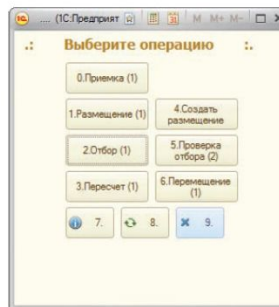 .... (1С:Предприят
M M+ M-
.: Выберите операцию :.
0.Приемка (1)
1.Размещение (1)
4.Создать
размещение
2.Отбор (1)
5.Проверка
отбора (2)
3.Пересчет (1)
6.Перемещение
(1)
7.
8.
9.